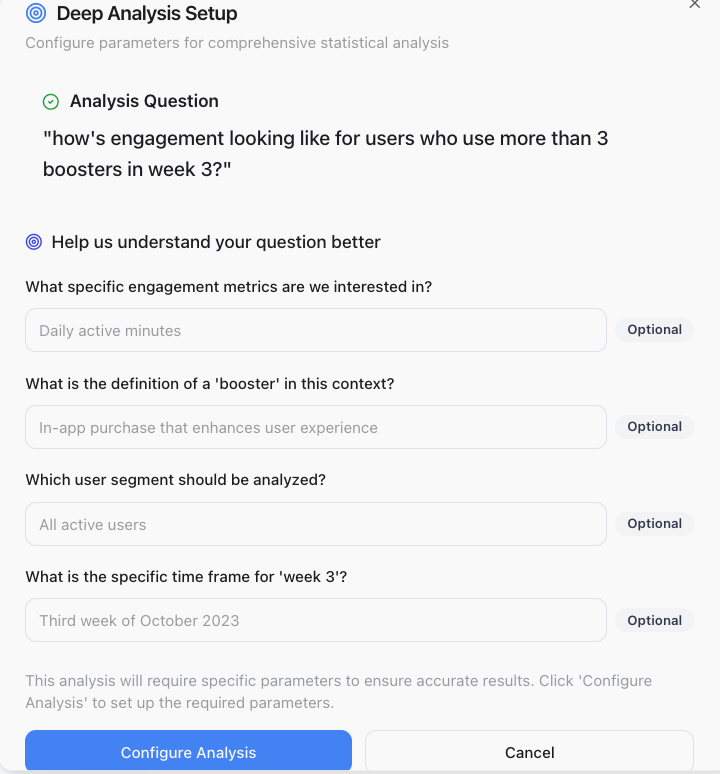 Deep Analysis Setup
Configure parameters for comprehensive statistical analysis
Analysis Question
"how's engagement looking like for users who use more than 3
boosters in week 3?"
Help us understand your question better
What specific engagement metrics are we interested in?
Daily active minutes
Optional
What is the definition of a 'booster' in this context?
In-app purchase that enhances user experience
Optional
Which user segment should be analyzed?
All active users
Optional
What is the specific time frame for 'week 3'?
Third week of October 2023
Optional
This analysis will require specific parameters to ensure accurate results. Click 'Configure
Analysis' to set up the required parameters.
Configure Analysis
Cancel